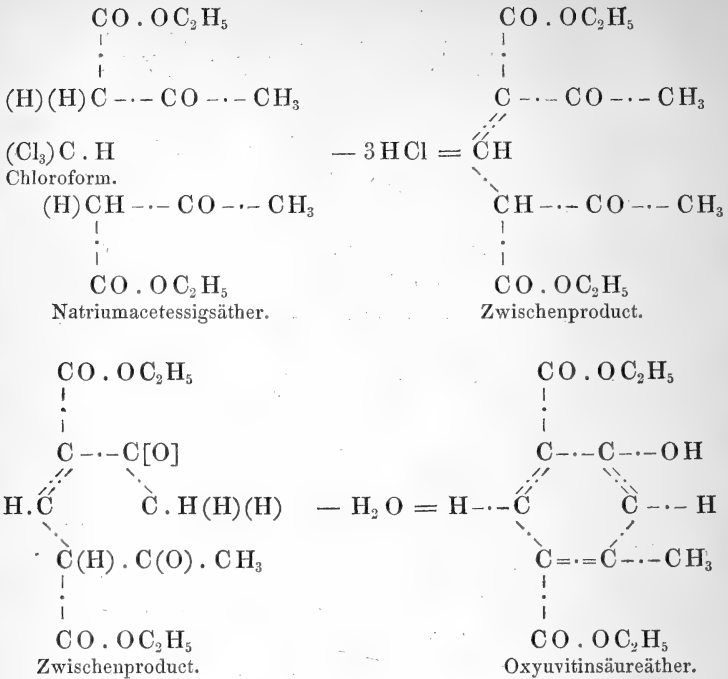 CO . OC₂H₅ CO . OC₂H₅
(H)(H)C -·- CO -·- CH₃ C -·- CO -·- CH₃
(Cl₃)C . H — 3HCl = CH
Chloroform.
(H)CH -·- CO -·- CH₃ CH -·- CO -·- CH₃
CO . OC₂H₅ CO . OC₂H₅
Natriumacetessigsäther. Zwischenproduct.
CO . OC₂H₅ CO . OC₂H₅
C -·- C[O] C -·- C -·- OH
H . C C . H(H)(H) — H₂O = H -·- C C -·- H
C(H) . C(O) . CH₃ C=·=C -·- CH₃
CO . OC₂H₅ CO . OC₂H₅
Zwischenproduct. Oxyuvitinsäureäther.